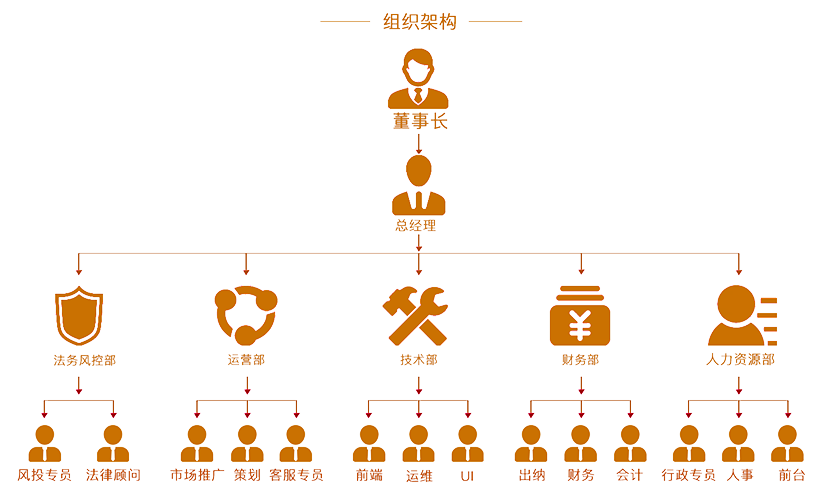 组织架构
董事长
总经理
法务风控部 运营部 技术部 财务部 人力资源部
¥
风投专员 法律顾问 市场推广 策划 客服专员 前端 运维 UI 出纳 财务 会计 行政专员 人事 前台